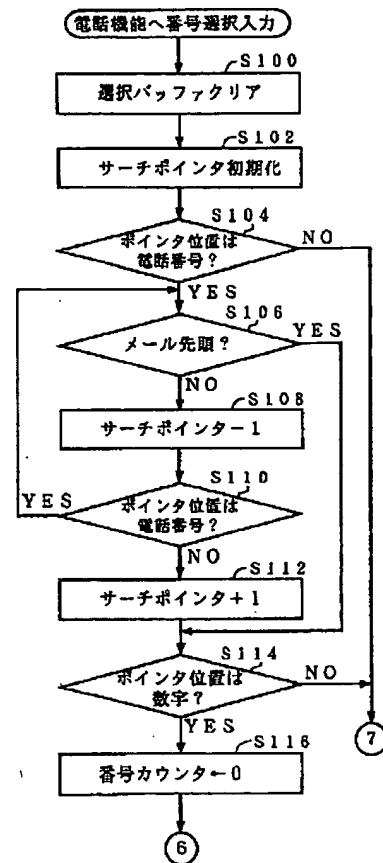 電話機能へ番号選択入力
S100
選択バッファクリア
S102
サーチポインタ初期化
S104
ポインタ位置は
電話番号?
NO
YES
S106
メール先頭?
YES
NO
S108
サーチポインター1
S110
ポインタ位置は
電話番号?
YES
NO
S112
サーチポインタ+1
S114
ポインタ位置は
数字?
NO
YES
S116
番号カウンタ←0
7
6